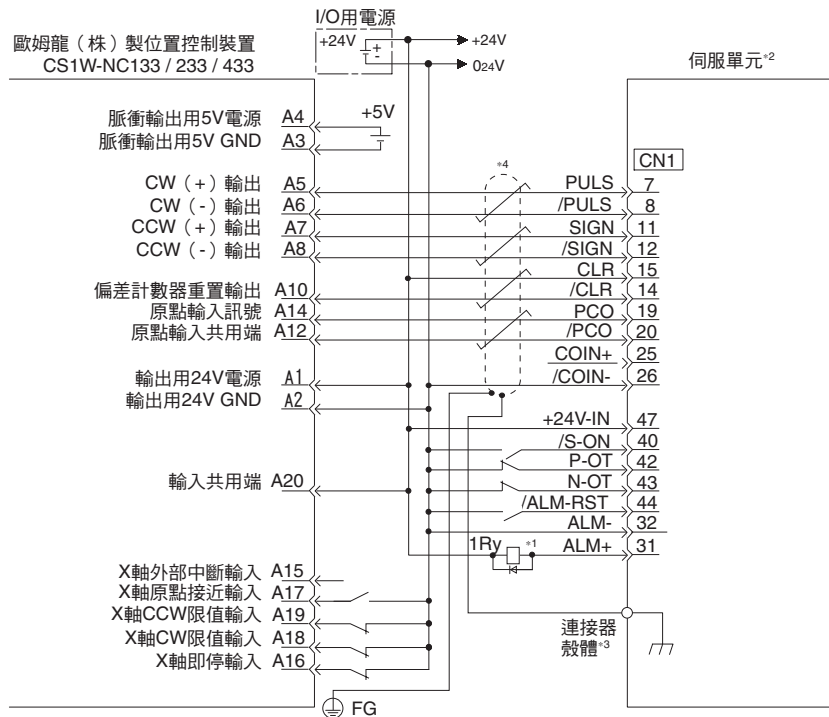 I/O用電源
+24V
+
-
+24V
024V
歐姆龍（株）製位置控制裝置
CS1W-NC133 / 233 / 433
伺服單元*2
脈衝輸出用5V電源 A4
+5V
脈衝輸出用5V GND A3
*4
CN1
CW（+）輸出 A5 PULS 7
CW（-）輸出 A6 /PULS 8
CCW（+）輸出 A7 SIGN 11
CCW（-）輸出 A8 /SIGN 12
CLR 15
偏差計數器重置輸出 A10 /CLR 14
原點輸入訊號 A14 PCO 19
原點輸入共用端 A12 /PCO 20
COIN+ 25
輸出用24V電源 A1 /COIN- 26
輸出用24V GND A2
+24V-IN 47
/S-ON 40
P-OT 42
輸入共用端 A20 N-OT 43
/ALM-RST 44
ALM- 32
1Ry *1 ALM+ 31
X軸外部中斷輸入 A15
X軸原點接近輸入 A17
X軸CCW限值輸入 A19
X軸CW限值輸入 A18
X軸即停輸入 A16
連接器
殼體*3
FG